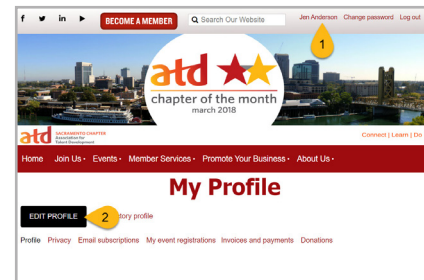 BECOME A MEMBER
Search Our Website
Jen Anderson Change password Log out
1
atd
chapter of the month
march 2018
atd SACRAMENTO CHAPTER
Association for
Talent Development
Connect | Learn | Do
Home Join Us Events Member Services Promote Your Business About Us
My Profile
EDIT PROFILE 2 tory profile
Profile Privacy Email subscriptions My event registrations Invoices and payments Donations